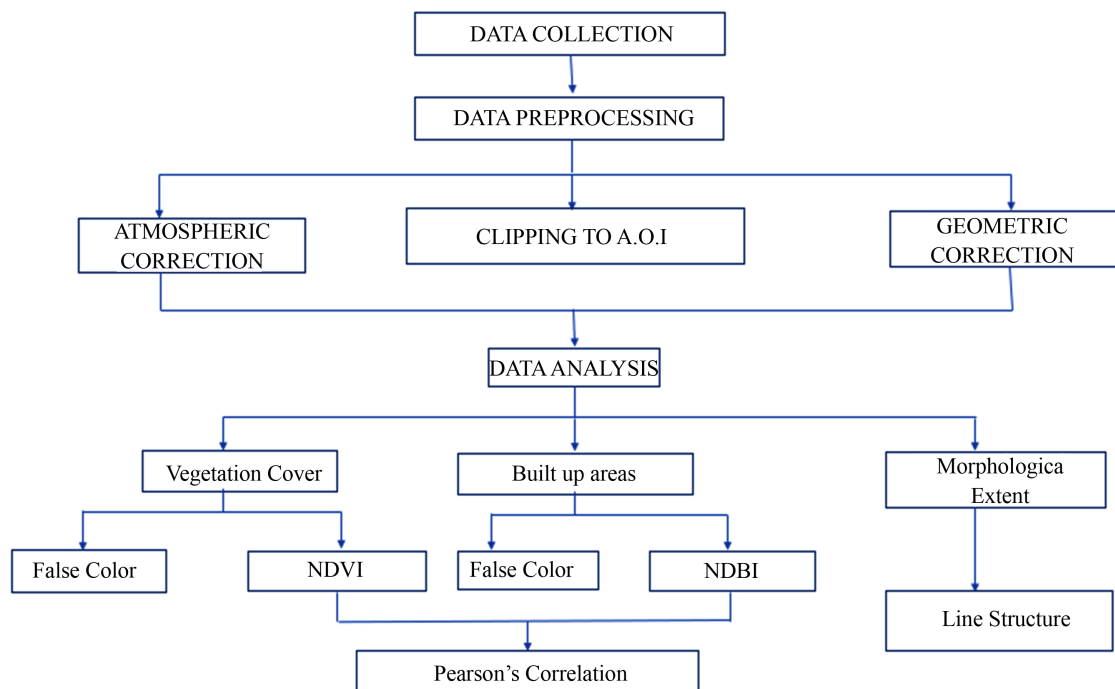 DATA COLLECTION
DATA PREPROCESSING
ATMOSPHERIC
CORRECTION
CLIPPING TO A.O.I
GEOMETRIC
CORRECTION
DATA ANALYSIS
Vegetation Cover
Built up areas
Morphologica
Extent
False Color
NDVI
False Color
NDBI
Line Structure
Pearson’s Correlation